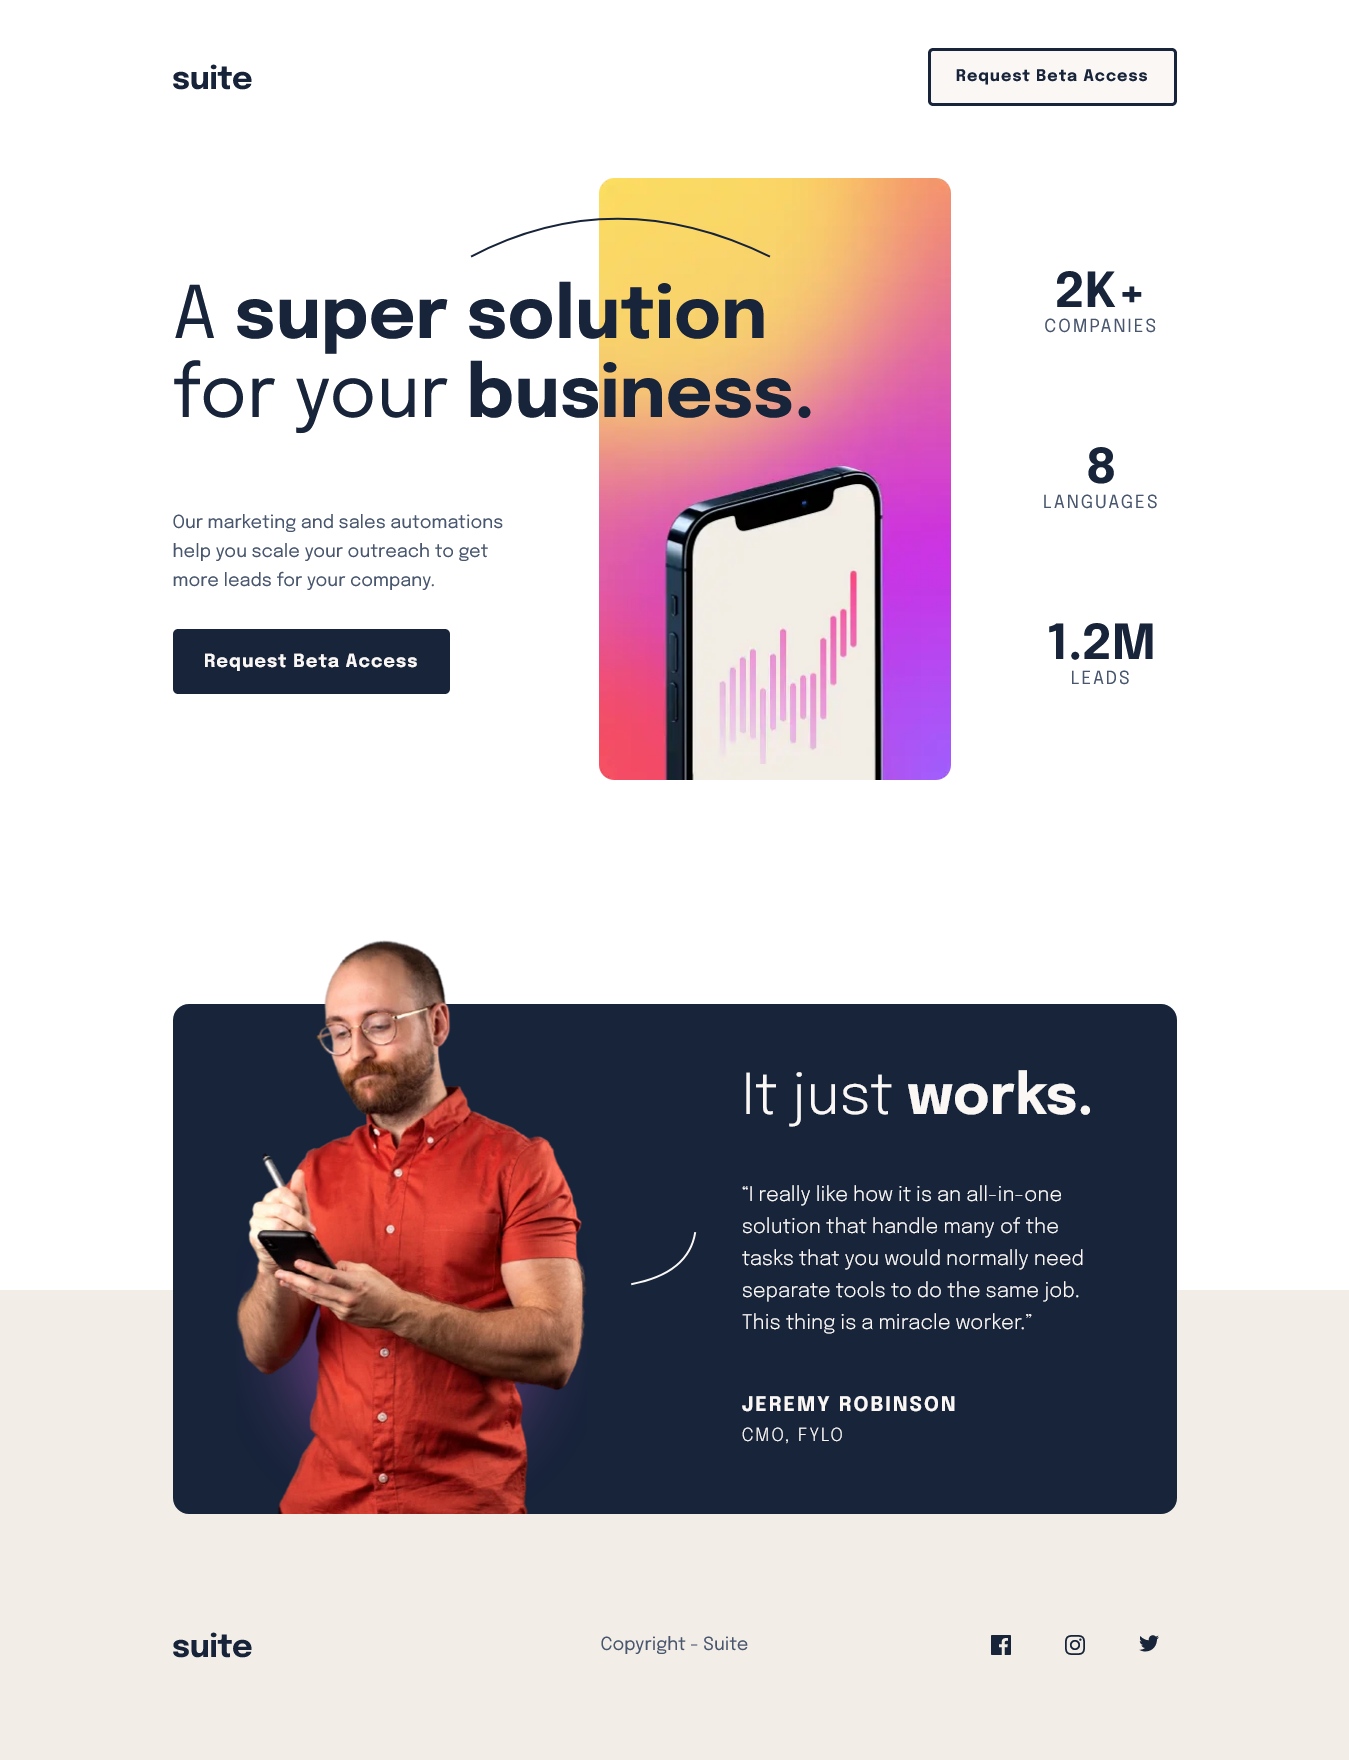 suite
Request Beta Access
A super solution
for your business.
Our marketing and sales automations
help you scale your outreach to get
more leads for your company.
Request Beta Access
2K+
COMPANIES
8
LANGUAGES
1.2M
LEADS
It just works.
“I really like how it is an all-in-one
solution that handle many of the
tasks that you would normally need
separate tools to do the same job.
This thing is a miracle worker.”
JEREMY ROBINSON
CMO, FYLO
suite
Copyright - Suite